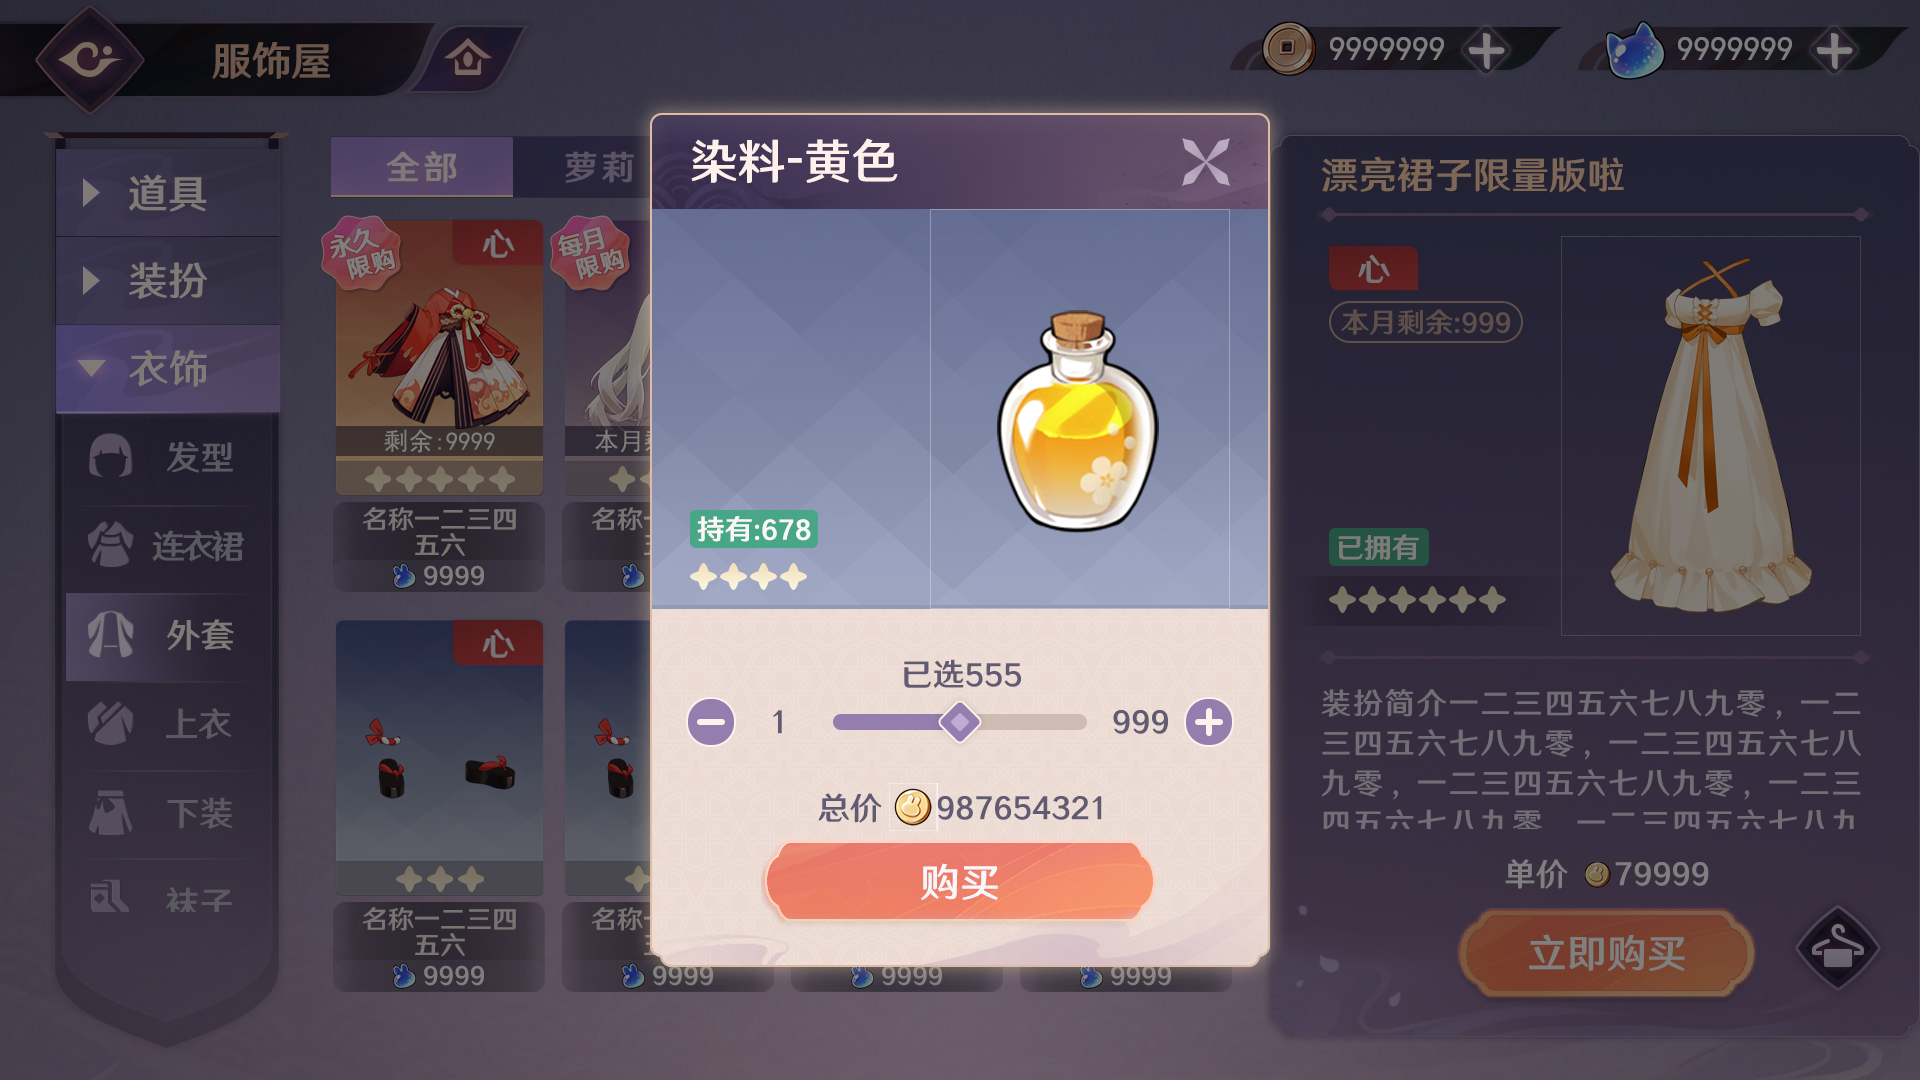 服饰屋
9999999
9999999
道具
装扮
衣饰
发型
连衣裙
外套
上衣
下装
袜子
全部
萝莉
永久
限购
心
剩余:9999
名称一二三四
五六
9999
每月
限购
本月
名称
心
名称一二三四
五六
9999
名称
9999
9999
9999
染料-黄色
持有:678
已选555
1
999
总价 987654321
购买
漂亮裙子限量版啦
心
本月剩余:999
已拥有
装扮简介一二三四五六七八九零，一二
三四五六七八九零，一二三四五六七八
九零，一二三四五六七八九零，一二三
四五六七八九零　一二三四五六七八九
单价 79999
立即购买